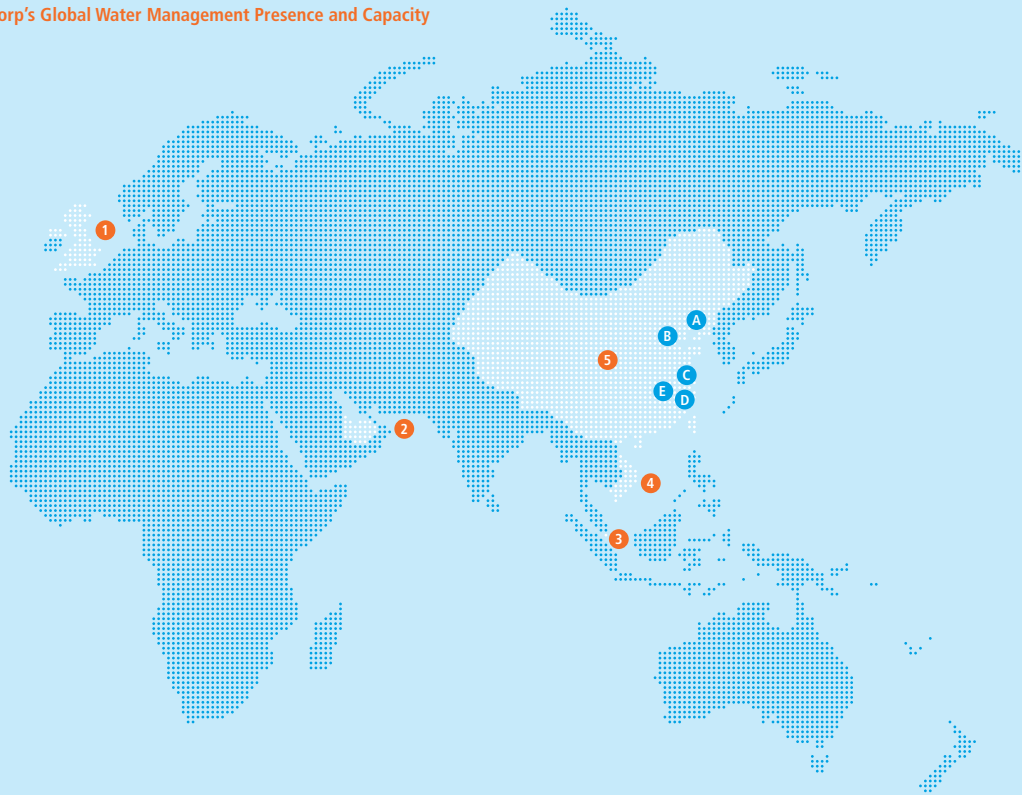 orp's Global Water Management Presence and Capacity
1
A
B
5
C
E
D
2
4
3